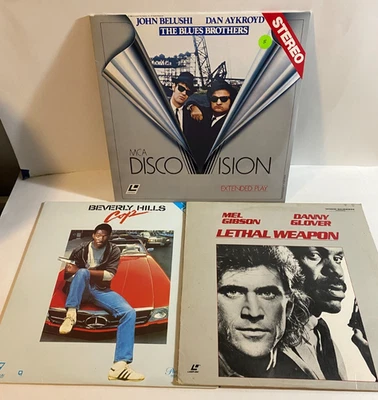 JOHN BELUSHI DAN AYKROYD
THE BLUES BROTHERS
STEREO
MCA
DISCOVISION
EXTENDED PLAY
BEVERLY HILLS
Cop
MEL
GIBSON
DANNY
GLOVER
LETHAL WEAPON